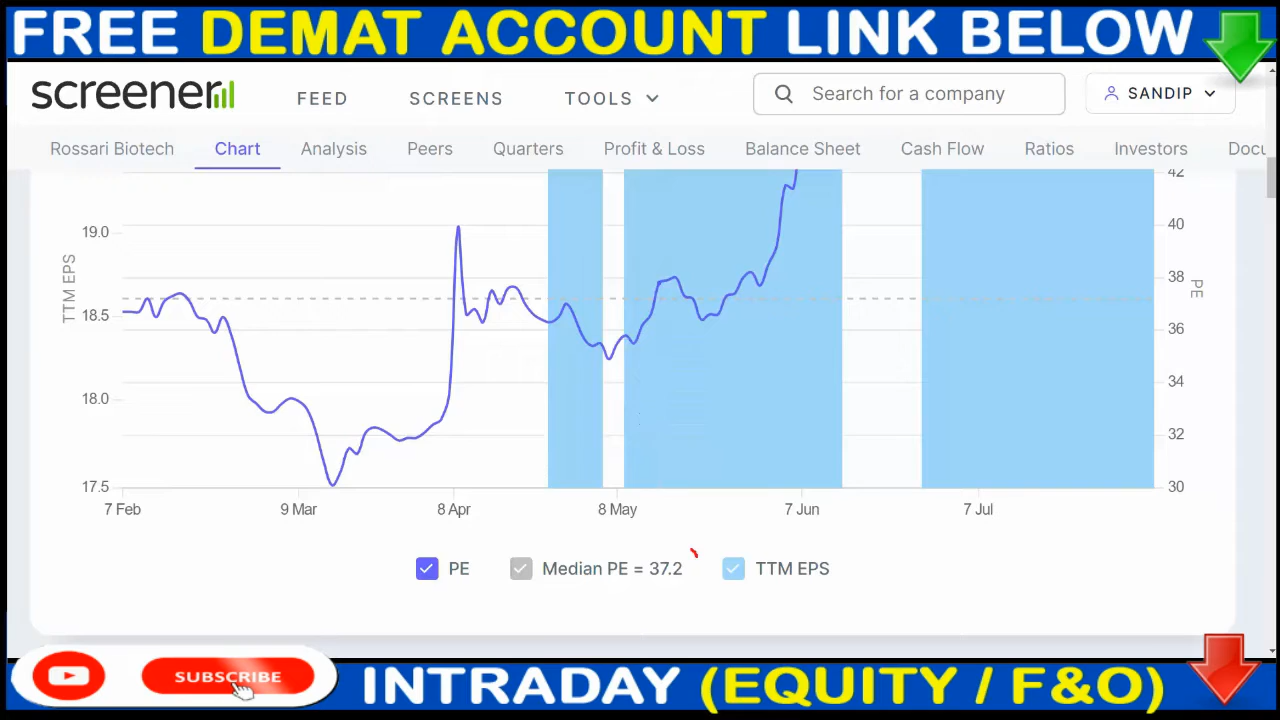 FREE DEMAT ACCOUNT LINK BELOW
screener
FEED
SCREENS
TOOLS
Search for a company
SANDIP
Rossari Biotech
Chart
Analysis
Peers
Quarters
Profit & Loss
Balance Sheet
Cash Flow
Ratios
Investors
Docu
TTM EPS
19.0
18.5
18.0
17.5
42
40
38
36
34
32
30
PE
7 Feb
9 Mar
8 Apr
8 May
7 Jun
7 Jul
PE
Median PE = 37.2
TTM EPS
SUBSCRIBE
INTRADAY (EQUITY / F&O)